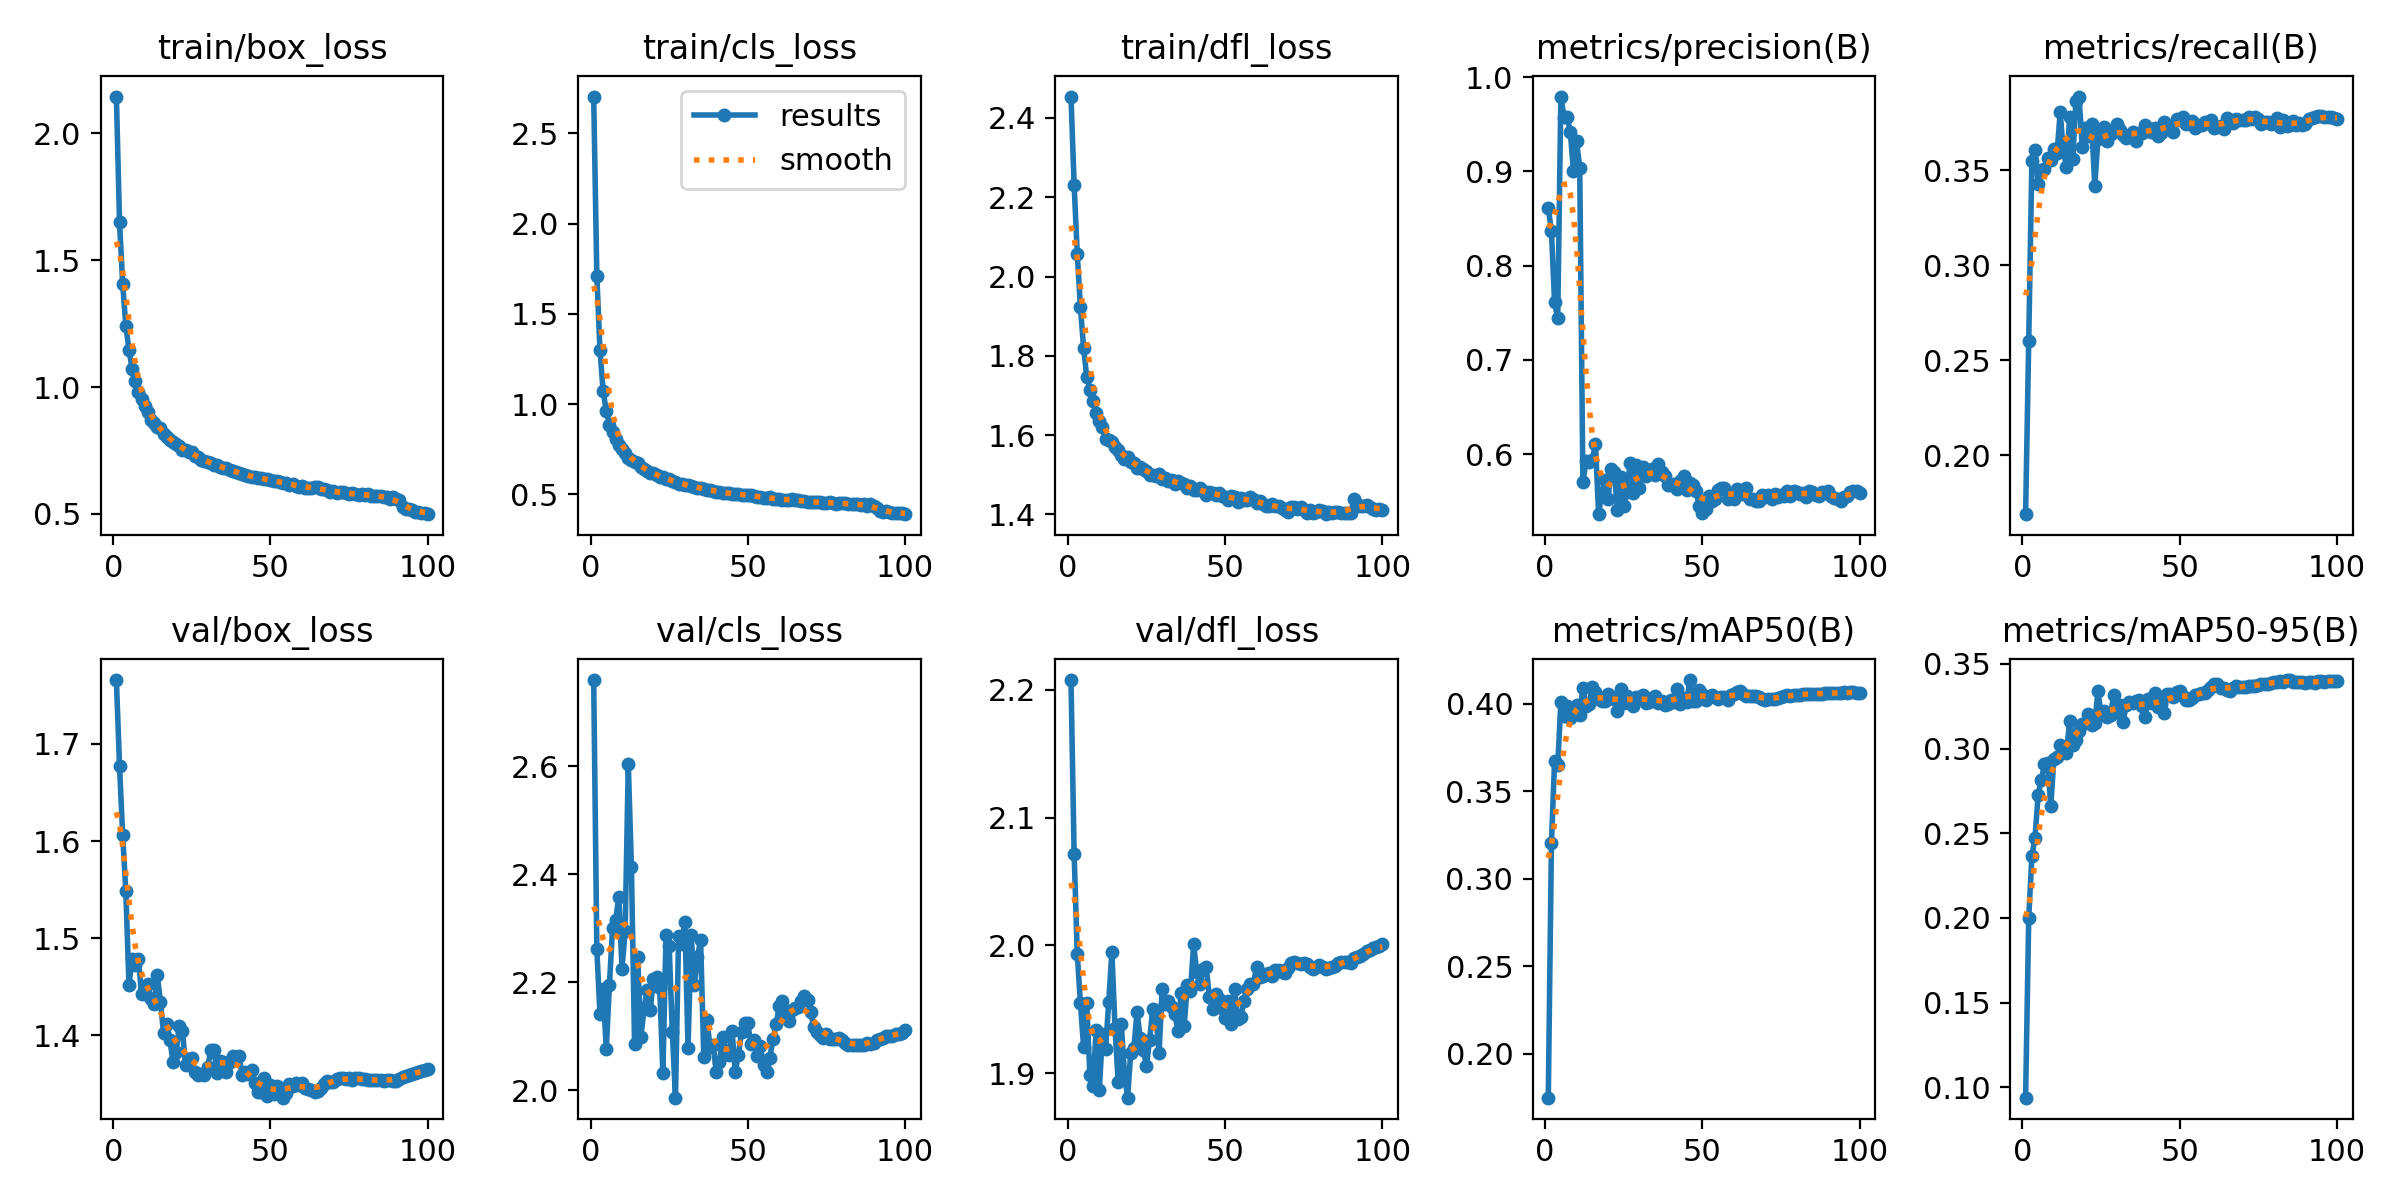 train/box_loss
2.0
1.5
1.0
0.5
0 50 100
train/cls_loss
results
smooth
2.5
2.0
1.5
1.0
0.5
0 50 100
train/dfl_loss
2.4
2.2
2.0
1.8
1.6
1.4
0 50 100
metrics/precision(B)
1.0
0.9
0.8
0.7
0.6
0 50 100
metrics/recall(B)
0.35
0.30
0.25
0.20
0 50 100
val/box_loss
1.7
1.6
1.5
1.4
0 50 100
val/cls_loss
2.6
2.4
2.2
2.0
0 50 100
val/dfl_loss
2.2
2.1
2.0
1.9
0 50 100
metrics/mAP50(B)
0.40
0.35
0.30
0.25
0.20
0 50 100
metrics/mAP50-95(B)
0.35
0.30
0.25
0.20
0.15
0.10
0 50 100